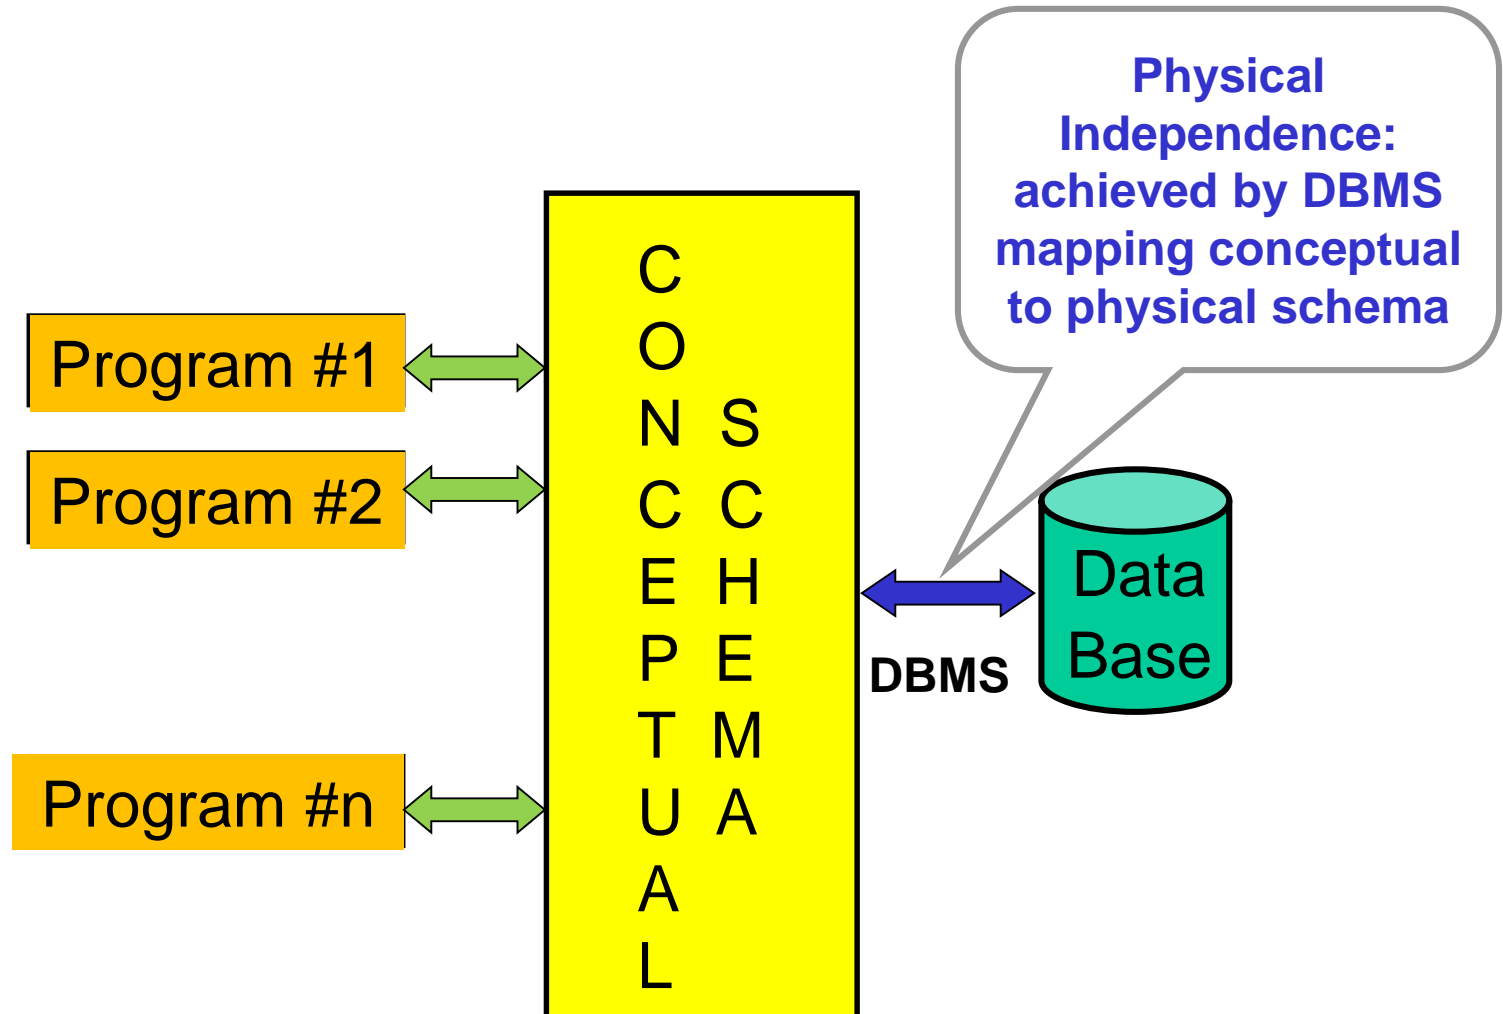 Physical
Independence:
achieved by DBMS
mapping conceptual
to physical schema
Program #1
Program #2
Program #n
CONCEPTUAL
SCHEMA
DBMS
Data
Base